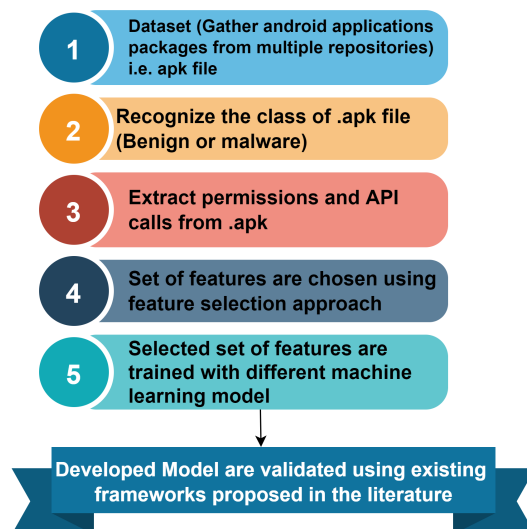 1
Dataset (Gather android applications
packages from multiple repositories)
i.e. apk file
2
Recognize the class of .apk file
(Benign or malware)
3
Extract permissions and API
calls from .apk
4
Set of features are chosen using
feature selection approach
5
Selected set of features are
trained with different machine
learning model
Developed Model are validated using existing
frameworks proposed in the literature